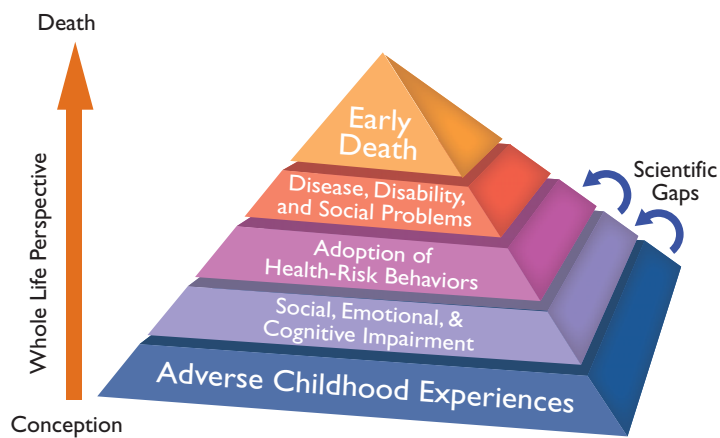 Death
Whole Life Perspective
Conception
Early
Death
Disease, Disability,
and Social Problems
Adoption of
Health-Risk Behaviors
Social, Emotional, &
Cognitive Impairment
Adverse Childhood Experiences
Scientific
Gaps